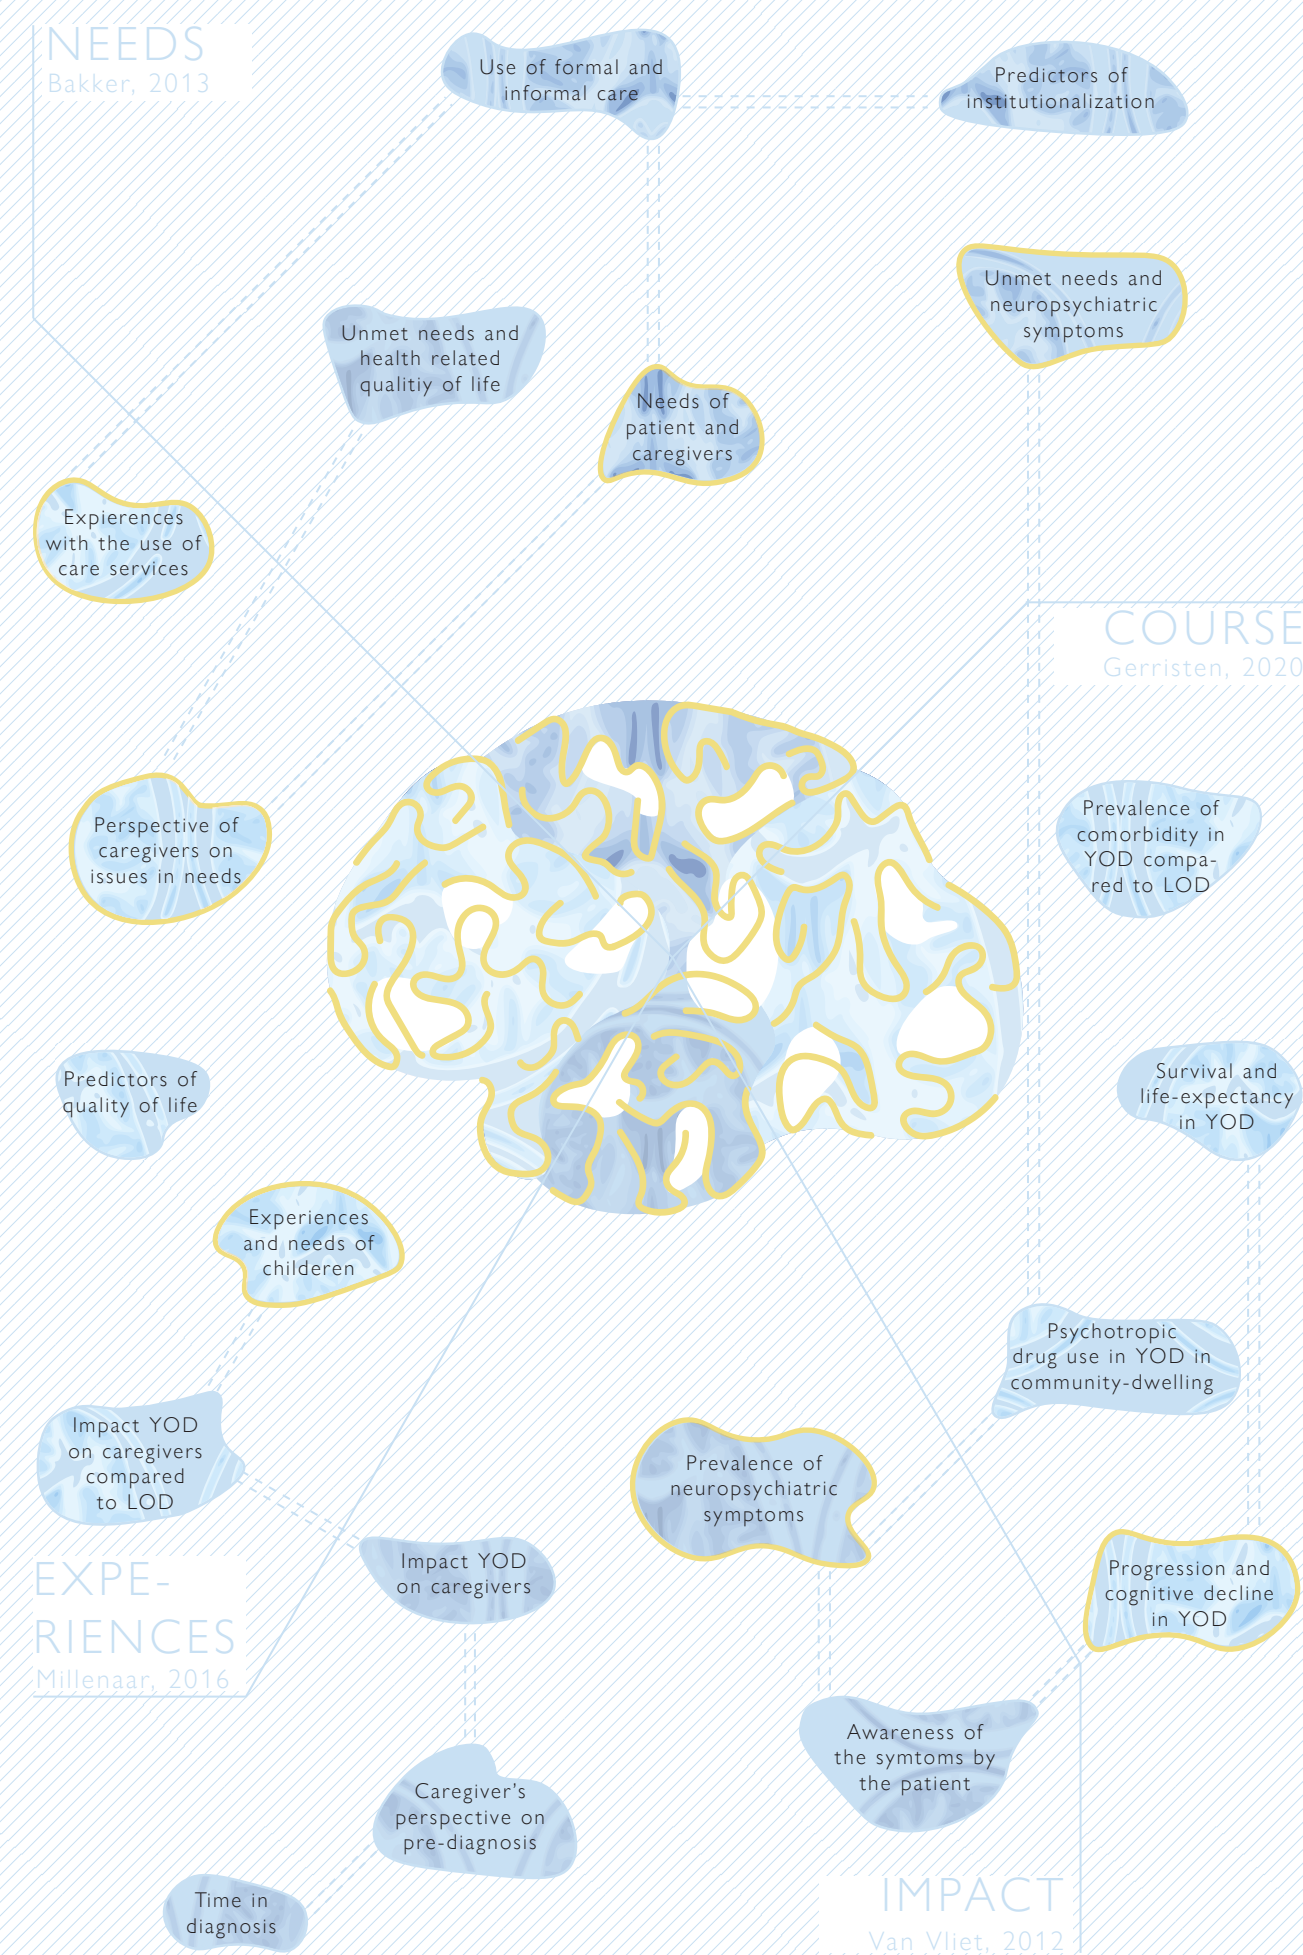 NEEDS
Bakker, 2013
Use of formal and
informal care
Predictors of
institutionalization
Unmet needs and
neuropsychiatric
symptoms
Unmet needs and
health related
qualitiy of life
Needs of
patient and
caregivers
Expierences
with the use of
care services
COURSE
Gerristen, 2020
Perspective of
caregivers on
issues in needs
Prevalence of
comorbidity in
YOD compa-
red to LOD
Predictors of
quality of life
Survival and
life-expectancy
in YOD
Experiences
and needs of
childeren
Psychotropic
drug use in YOD in
community-dwelling
Impact YOD
on caregivers
compared
to LOD
Prevalence of
neuropsychiatric
symptoms
Impact YOD
on caregivers
Progression and
cognitive decline
in YOD
EXPE-
RIENCES
Millenaar, 2016
Awareness of
the symtoms by
the patient
Caregiver's
perspective on
pre-diagnosis
Time in
diagnosis
IMPACT
Van Vliet, 2012